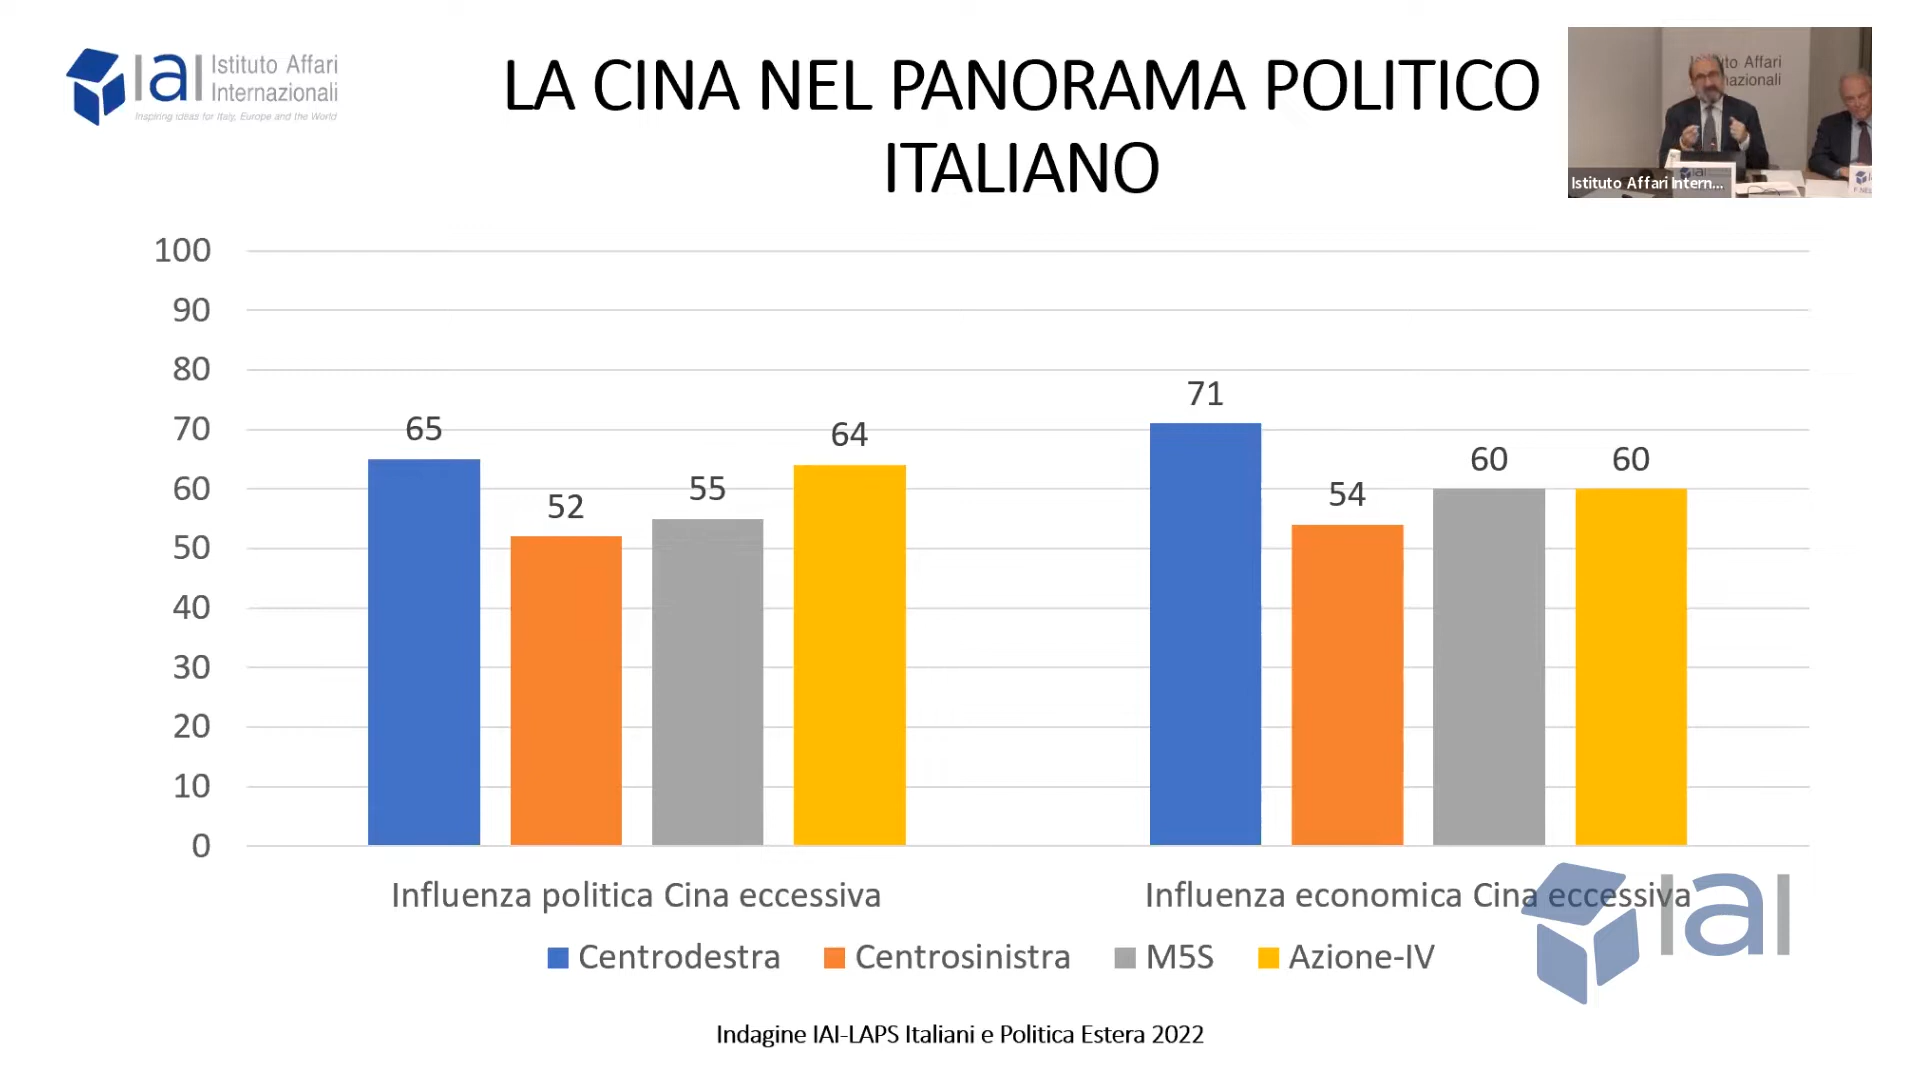 IAI Istituto Affari
Internazionali
Inspiring ideas for Italy, Europe and the World
LA CINA NEL PANORAMA POLITICO
ITALIANO
Istituto Affari
Istituto Affari Intern...
100
90
80
70
60
50
40
30
20
10
0
65
52
55
64
71
54
60
60
Influenza politica Cina eccessiva
Influenza economica Cina eccessiva
Centrodestra
Centrosinistra
M5S
Azione-IV
IAI
Indagine IAI-LAPS Italiani e Politica Estera 2022